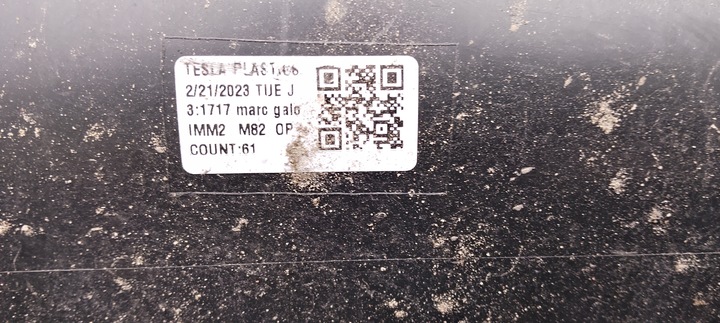 TESLA PLASTICS
2/21/2023 TUE J
3:1717 marc galo
IMM2 M82 OP
COUNT:61